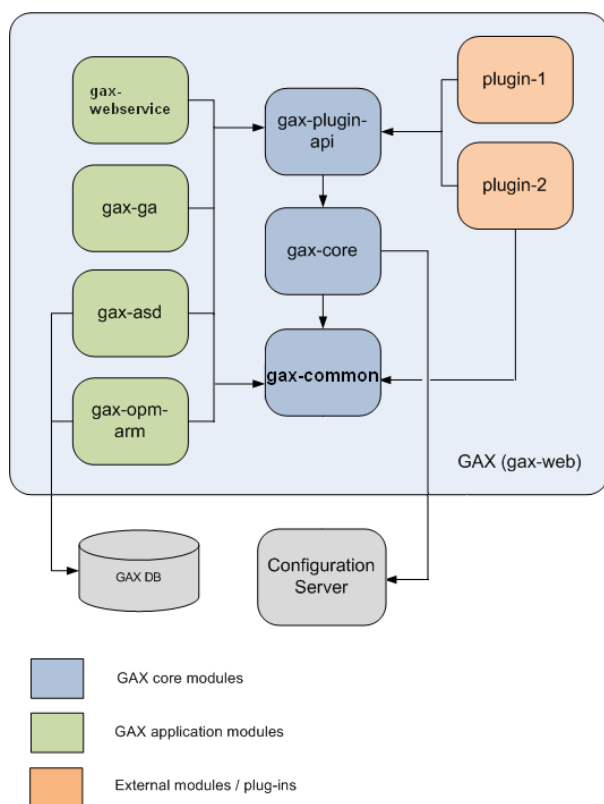 gax-
webservice
gax-plugin-
api
plugin-1
gax-ga
plugin-2
gax-core
gax-asd
gax-common
gax-opm-
arm
GAX (gax-web)
GAX DB
Configuration
Server
GAX core modules
GAX application modules
External modules / plug-ins